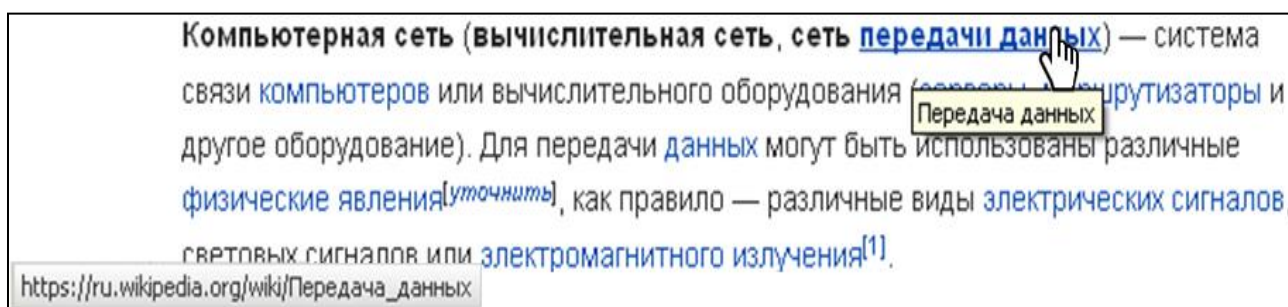 Компьютерная сеть (вычислительная сеть, сеть передачи данных) — система
связи компьютеров или вычислительного оборудования (серверы, маршрутизаторы и
Передача данных
другое оборудование). Для передачи данных могут быть использованы различные
физические явления[уточнить], как правило — различные виды электрических сигналов
световых сигналов или электромагнитного излучения[1].
https://ru.wikipedia.org/wiki/Передача_данных